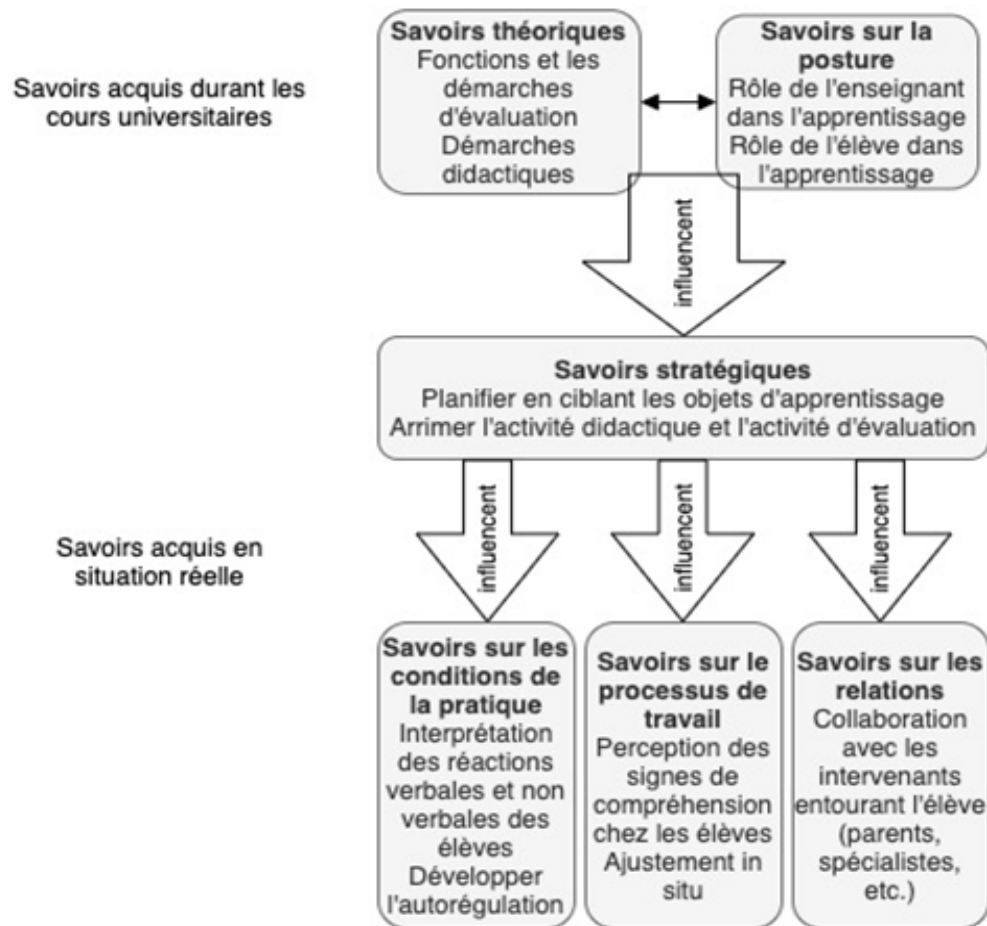 Savoirs acquis durant les
cours universitaires
Savoirs théoriques
Fonctions et les
démarches
d'évaluation
Démarches
didactiques
Savoirs sur la
posture
Rôle de l'enseignant
dans l'apprentissage
Rôle de l'élève dans
l'apprentissage
influencent
Savoirs stratégiques
Planifier en ciblant les objets d'apprentissage
Arrimer l'activité didactique et l'activité d'évaluation
influencent
influencent
influencent
Savoirs acquis en
situation réelle
Savoirs sur les
conditions de
la pratique
Interprétation
des réactions
verbales et non
verbales des
élèves
Développer
l'autorégulation
Savoirs sur le
processus de
travail
Perception des
signes de
compréhension
chez les élèves
Ajustement in
situ
Savoirs sur les
relations
Collaboration
avec les
intervenants
entourant l'élève
(parents,
spécialistes,
etc.)